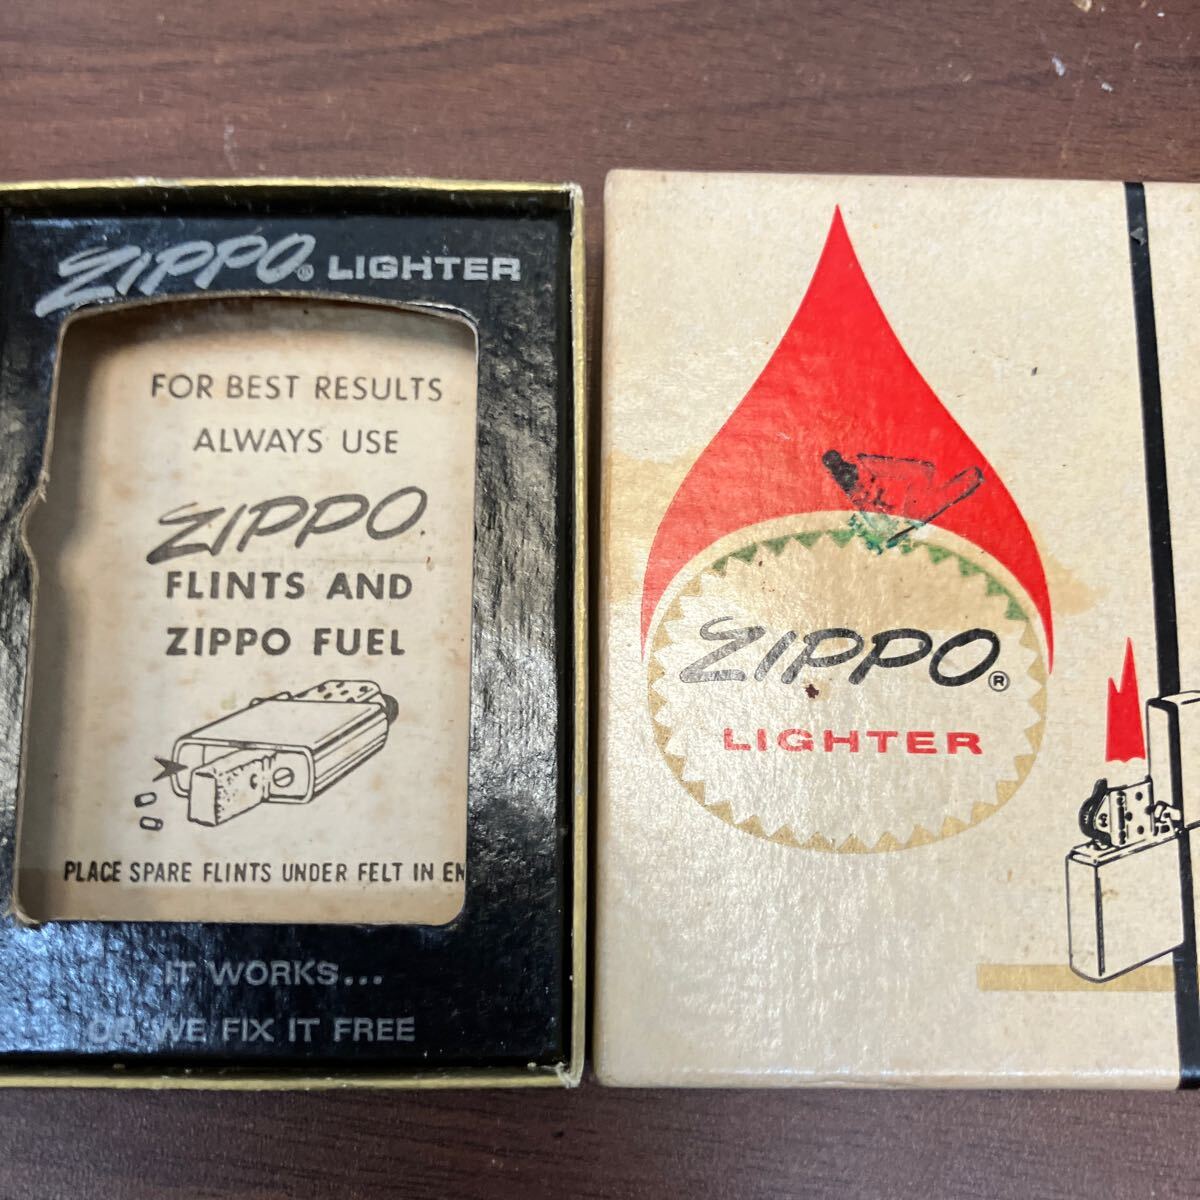 ZIPPO® LIGHTER
FOR BEST RESULTS
ALWAYS USE
ZIPPO
FLINTS AND
ZIPPO FUEL
PLACE SPARE FLINTS UNDER FELT IN EN
IT WORKS...
OR WE FIX IT FREE
ZIPPO®
LIGHTER